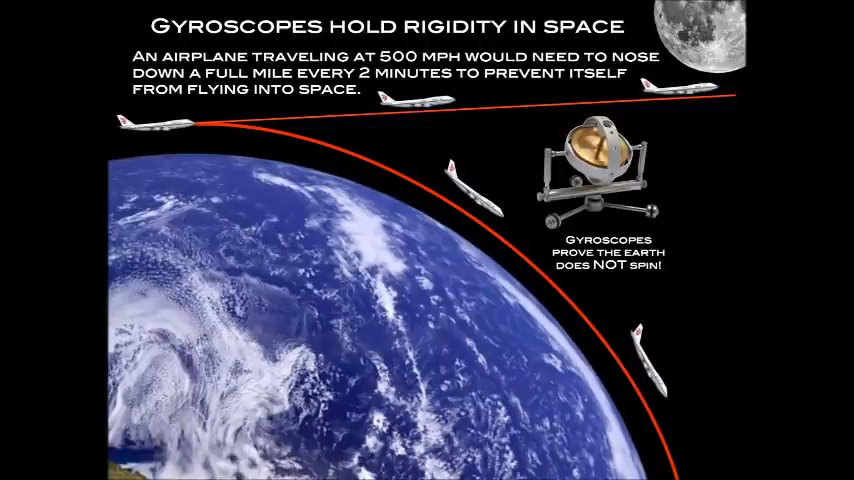 Gyroscopes hold rigidity in space
An airplane traveling at 500 mph would need to nose
down a full mile every 2 minutes to prevent itself
from flying into space.
Gyroscopes
prove the earth
does NOT spin!